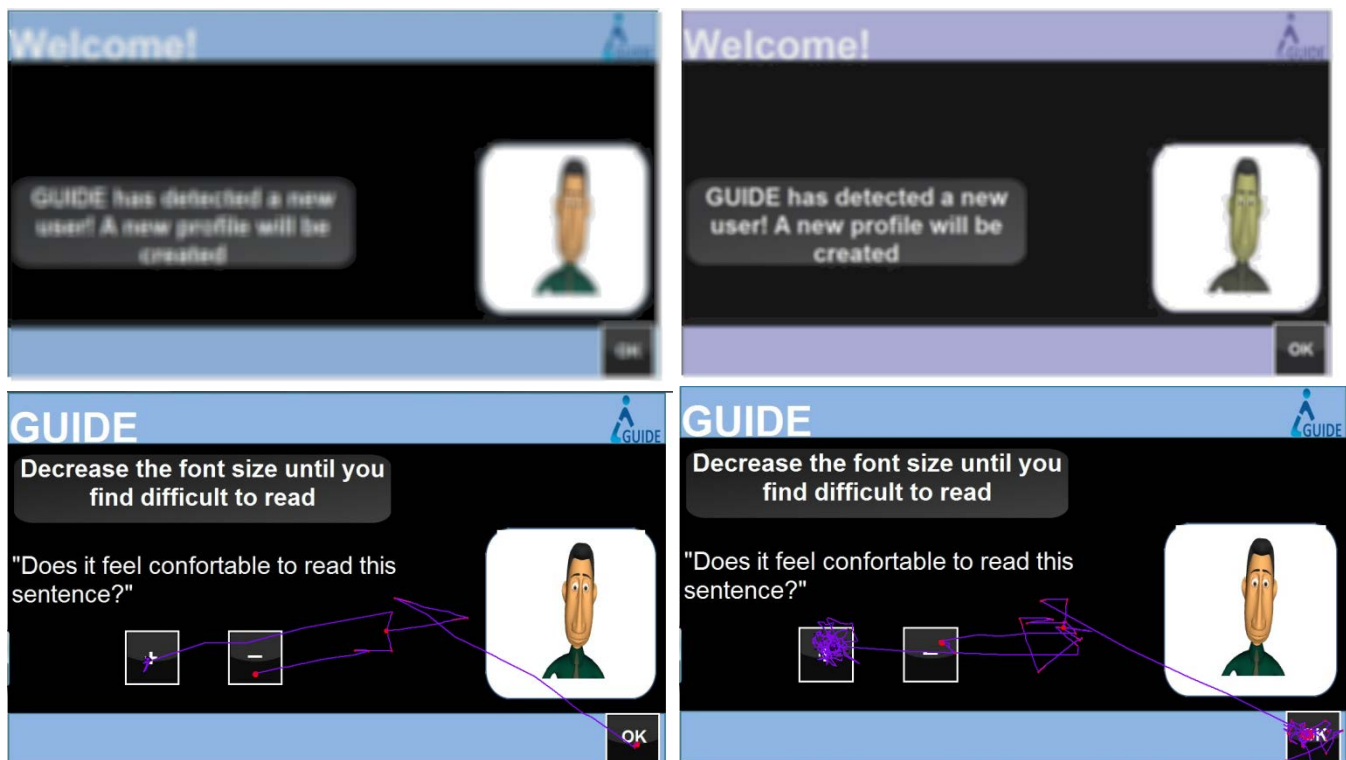 Welcome!
GUIDE
GUIDE has detected a new
user! A new profile will be
created
OK
Welcome!
GUIDE
GUIDE has detected a new
user! A new profile will be
created
OK
GUIDE
GUIDE
Decrease the font size until you
find difficult to read
"Does it feel confortable to read this
sentence?"
+ −
OK
GUIDE
GUIDE
Decrease the font size until you
find difficult to read
"Does it feel confortable to read this
sentence?"
−
OK